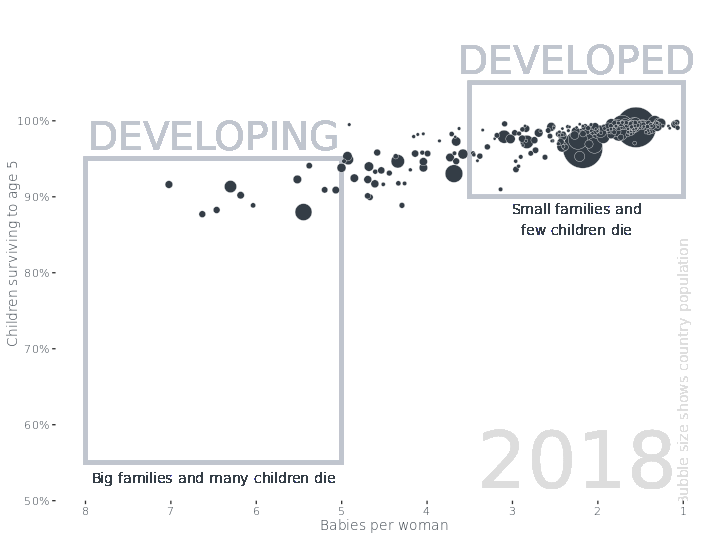 DEVELOPED
DEVELOPING
100%
90%
80%
70%
60%
50%
Children surviving to age 5
Small families and
few children die
Big families and many children die
2018
Bubble size shows country population
8 7 6 5 4 3 2 1
Babies per woman